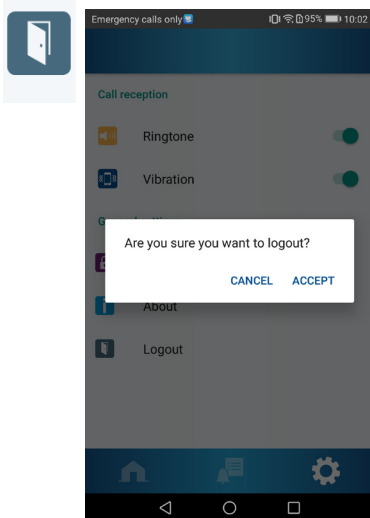 Emergency calls only 95% 10:02
Call reception
Ringtone
Vibration
Are you sure you want to logout?
CANCEL ACCEPT
About
Logout